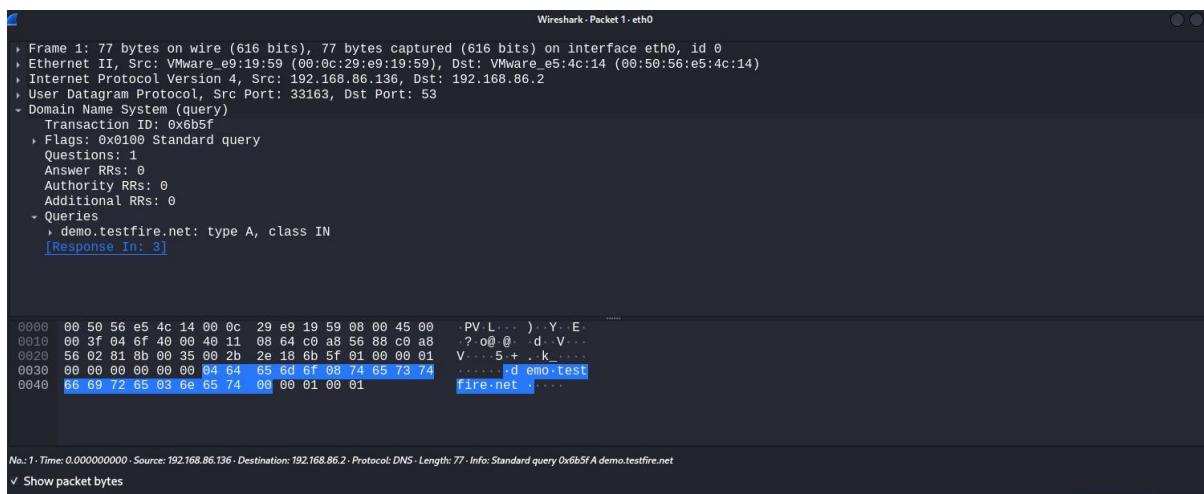 Wireshark · Packet 1 · eth0
Frame 1: 77 bytes on wire (616 bits), 77 bytes captured (616 bits) on interface eth0, id 0
Ethernet II, Src: VMware_e9:19:59 (00:0c:29:e9:19:59), Dst: VMware_e5:4c:14 (00:50:56:e5:4c:14)
Internet Protocol Version 4, Src: 192.168.86.136, Dst: 192.168.86.2
User Datagram Protocol, Src Port: 33163, Dst Port: 53
Domain Name System (query)
Transaction ID: 0x6b5f
Flags: 0x0100 Standard query
Questions: 1
Answer RRs: 0
Authority RRs: 0
Additional RRs: 0
Queries
demo.testfire.net: type A, class IN
[Response In: 3]
0000 00 50 56 e5 4c 14 00 0c 29 e9 19 59 08 00 45 00 ·PV·L··· )··Y··E·
0010 00 3f 04 6f 40 00 40 11 08 64 c0 a8 56 88 c0 a8 ·?·o@·@· ·d··V···
0020 56 02 81 8b 00 35 00 2b 2e 18 6b 5f 01 00 00 01 V····5·+ .·k_····
0030 00 00 00 00 00 00 04 64 65 6d 6f 08 74 65 73 74 ·······d emo·test
0040 66 69 72 65 03 6e 65 74 00 00 01 00 01 fire·net ·····
No.: 1 · Time: 0.000000000 · Source: 192.168.86.136 · Destination: 192.168.86.2 · Protocol: DNS · Length: 77 · Info: Standard query 0x6b5f A demo.testfire.net
Show packet bytes